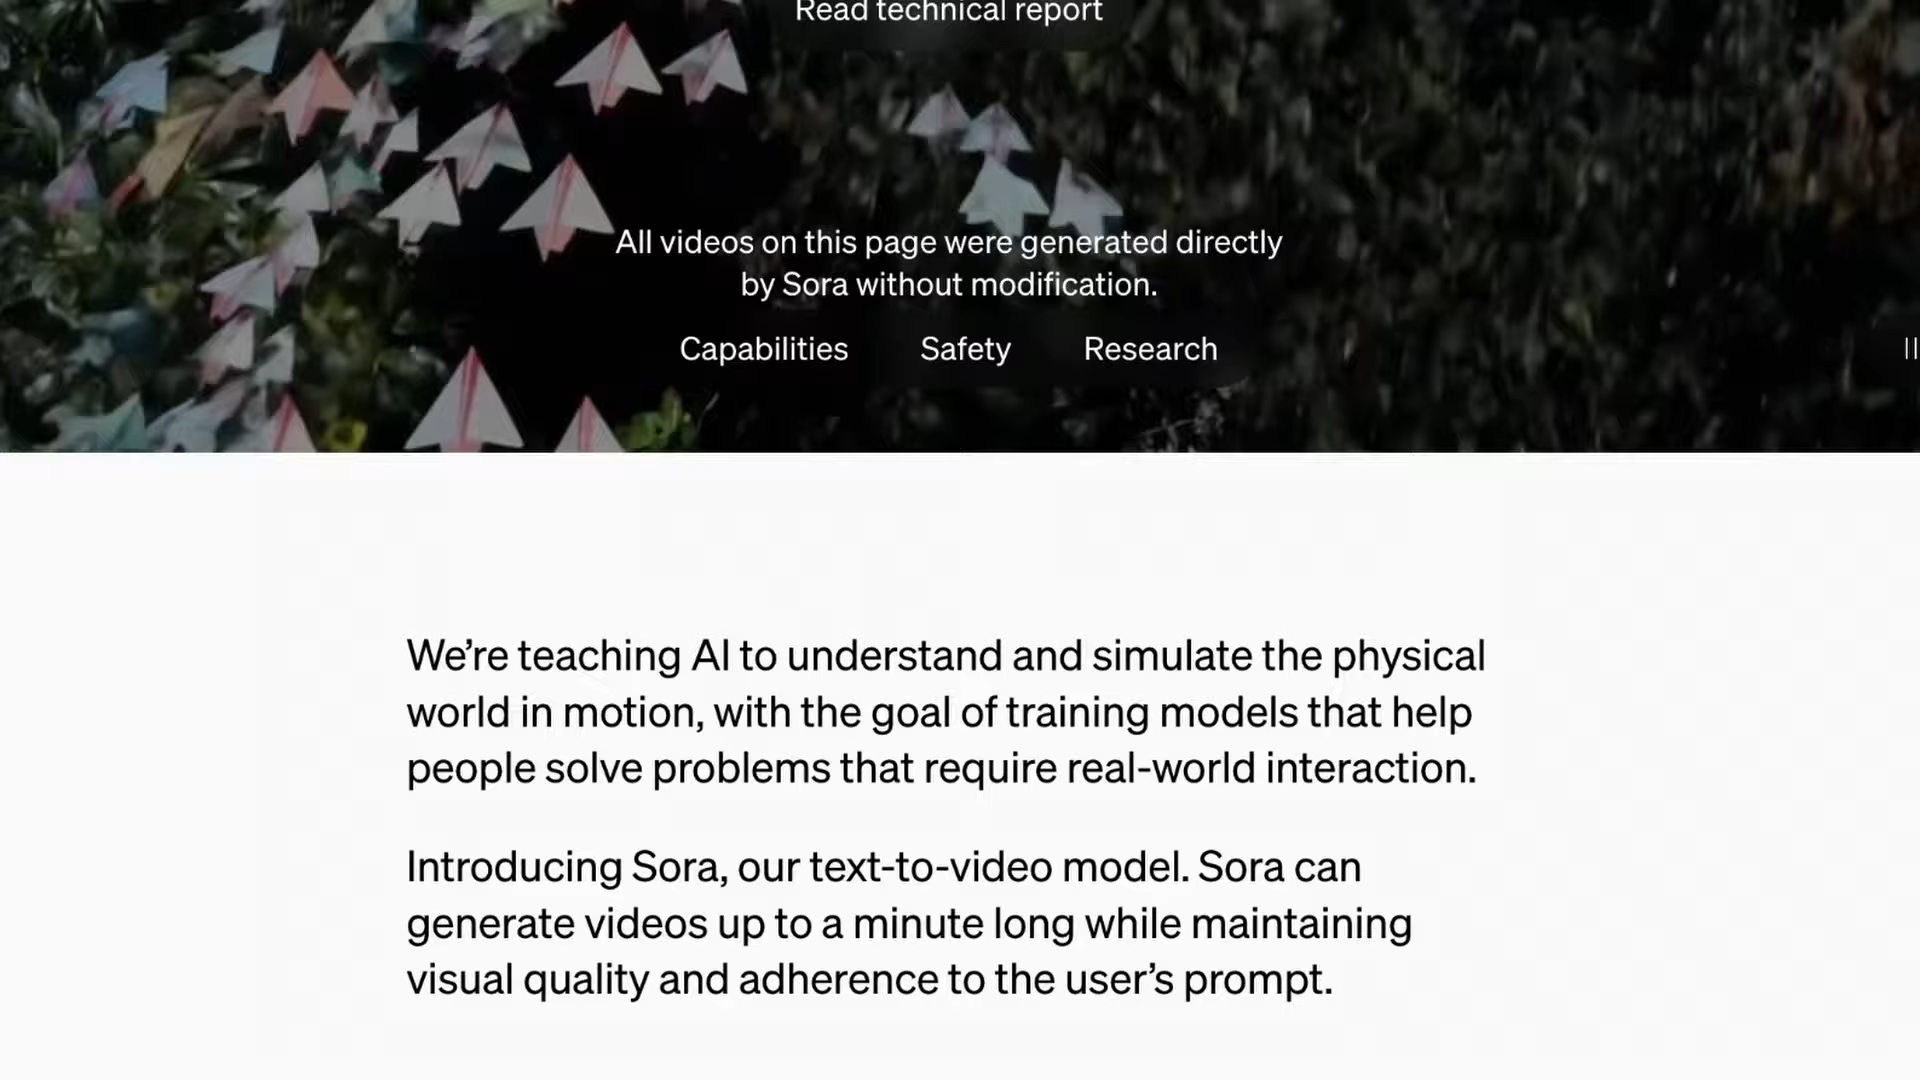 Read technical report
All videos on this page were generated directly
by Sora without modification.
Capabilities Safety Research
We’re teaching AI to understand and simulate the physical
world in motion, with the goal of training models that help
people solve problems that require real-world interaction.
Introducing Sora, our text-to-video model. Sora can
generate videos up to a minute long while maintaining
visual quality and adherence to the user’s prompt.